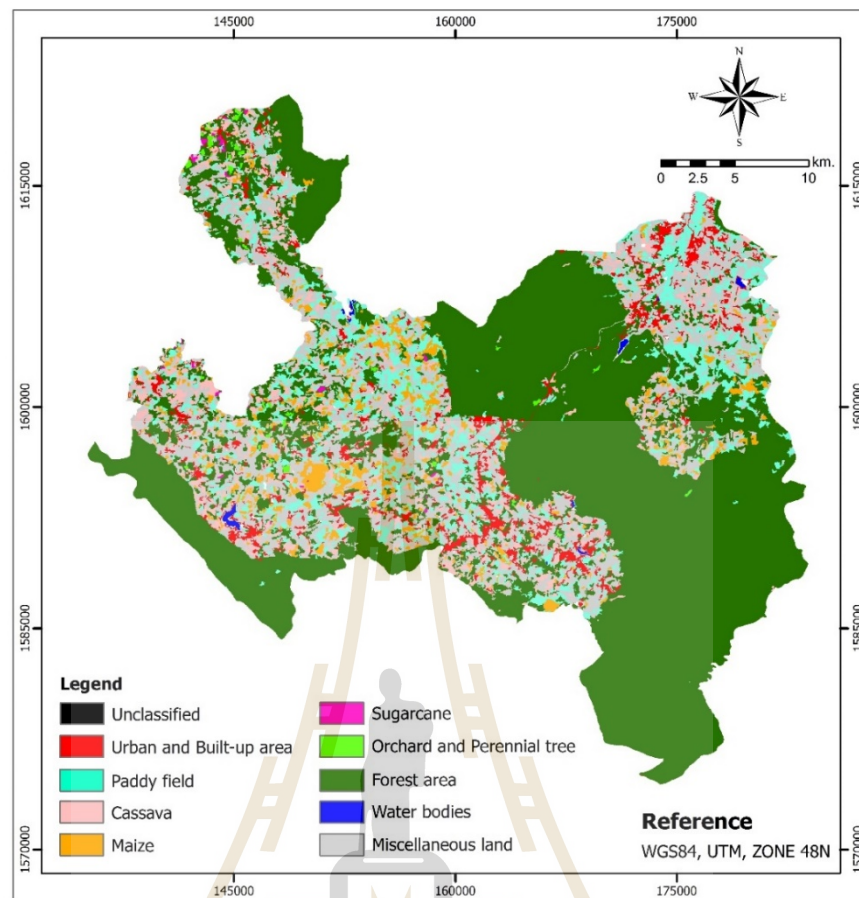 145000 160000 175000
N
W E
S
km.
0 2.5 5 10
1615000 1615000
1600000 1600000
1585000 1585000
1570000 1570000
Legend
Unclassified
Urban and Built-up area
Paddy field
Cassava
Maize
Sugarcane
Orchard and Perennial tree
Forest area
Water bodies
Miscellaneous land
Reference
WGS84, UTM, ZONE 48N
145000 160000 175000